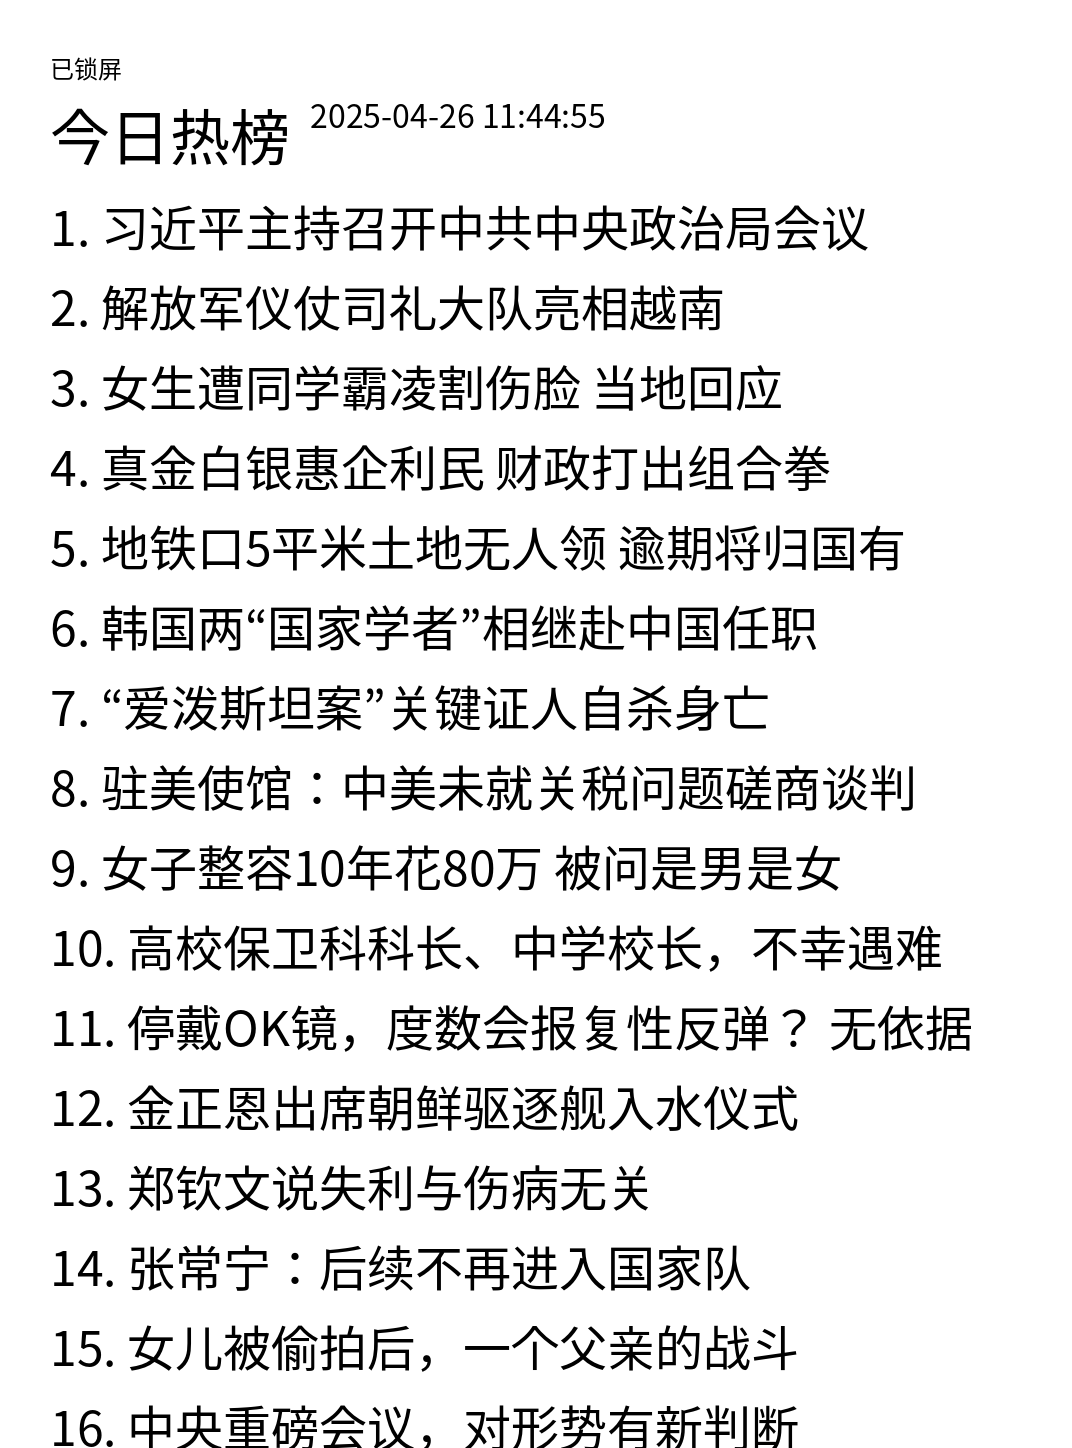 已锁屏
今日热榜 2025-04-26 11:44:55
1. 习近平主持召开中共中央政治局会议
2. 解放军仪仗司礼大队亮相越南
3. 女生遭同学霸凌割伤脸 当地回应
4. 真金白银惠企利民 财政打出组合拳
5. 地铁口5平米土地无人领 逾期将归国有
6. 韩国两“国家学者”相继赴中国任职
7. “爱泼斯坦案”关键证人自杀身亡
8. 驻美使馆：中美未就关税问题磋商谈判
9. 女子整容10年花80万 被问是男是女
10. 高校保卫科科长、中学校长，不幸遇难
11. 停戴OK镜，度数会报复性反弹？ 无依据
12. 金正恩出席朝鲜驱逐舰入水仪式
13. 郑钦文说失利与伤病无关
14. 张常宁：后续不再进入国家队
15. 女儿被偷拍后，一个父亲的战斗
16. 中央重磅会议，对形势有新判断